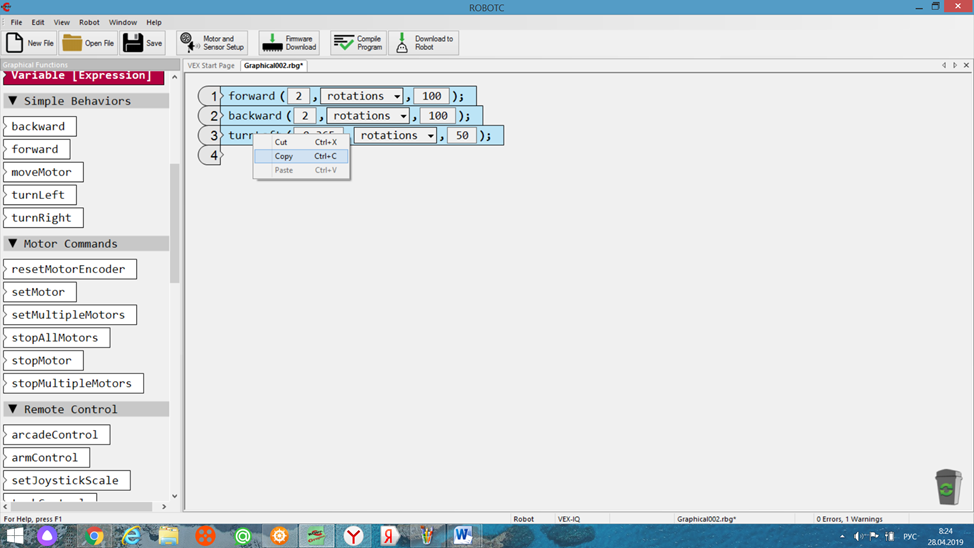 ROBOTC
File Edit View Robot Window Help
New File Open File Save Motor and Sensor Setup Firmware Download Compile Program Download to Robot
Graphical Functions
VEX Start Page Graphical002.rbg*
Variable [Expression]
Simple Behaviors
backward
forward
moveMotor
turnLeft
turnRight
Motor Commands
resetMotorEncoder
setMotor
setMultipleMotors
stopAllMotors
stopMotor
stopMultipleMotors
Remote Control
arcadeControl
armControl
setJoystickScale
1 forward ( 2 , rotations , 100 );
2 backward ( 2 , rotations , 100 );
3 rotations , 50 );
4
Cut Ctrl+X
Copy Ctrl+C
Paste Ctrl+V
For Help, press F1 Robot VEX-IQ Graphical002.rbg* 0 Errors, 1 Warnings
РУС 8:24
28.04.2019